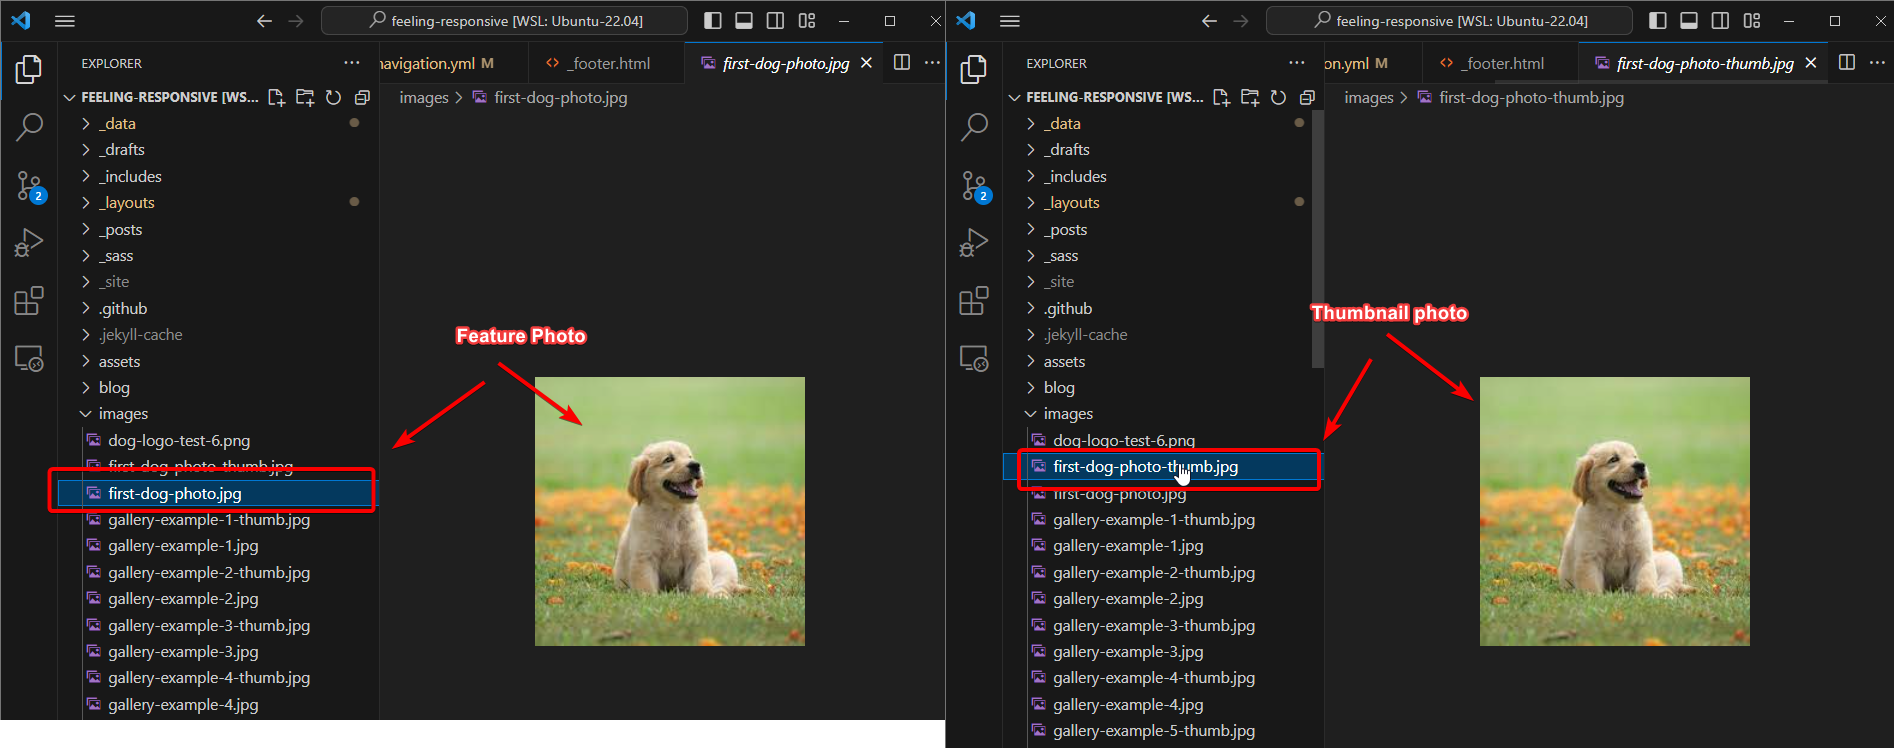 feeling-responsive [WSL: Ubuntu-22.04]
EXPLORER
navigation.yml M
_footer.html
first-dog-photo.jpg
FEELING-RESPONSIVE [WS...
images > first-dog-photo.jpg
_data
_drafts
_includes
_layouts
2
_posts
_sass
_site
.github
.jekyll-cache
assets
blog
images
dog-logo-test-6.png
first-dog-photo-thumb.jpg
first-dog-photo.jpg
gallery-example-1-thumb.jpg
gallery-example-1.jpg
gallery-example-2-thumb.jpg
gallery-example-2.jpg
gallery-example-3-thumb.jpg
gallery-example-3.jpg
gallery-example-4-thumb.jpg
gallery-example-4.jpg
Feature Photo
feeling-responsive [WSL: Ubuntu-22.04]
EXPLORER
on.yml M
_footer.html
first-dog-photo-thumb.jpg
FEELING-RESPONSIVE [WS...
images > first-dog-photo-thumb.jpg
_data
_drafts
_includes
_layouts
2
_posts
_sass
_site
.github
.jekyll-cache
assets
blog
images
dog-logo-test-6.png
first-dog-photo-thumb.jpg
first-dog-photo.jpg
gallery-example-1-thumb.jpg
gallery-example-1.jpg
gallery-example-2-thumb.jpg
gallery-example-2.jpg
gallery-example-3-thumb.jpg
gallery-example-3.jpg
gallery-example-4-thumb.jpg
gallery-example-4.jpg
gallery-example-5-thumb.jpg
Thumbnail photo